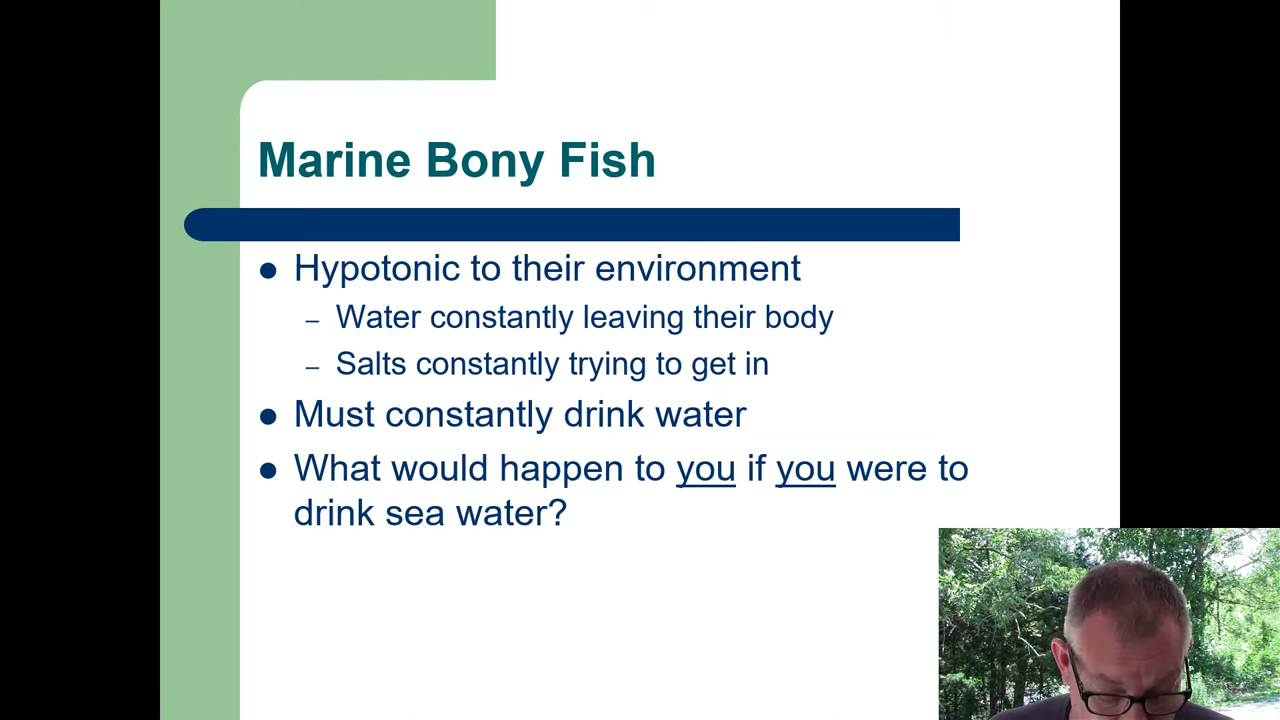 Marine Bony Fish
● Hypotonic to their environment
– Water constantly leaving their body
– Salts constantly trying to get in
● Must constantly drink water
● What would happen to you if you were to
drink sea water?